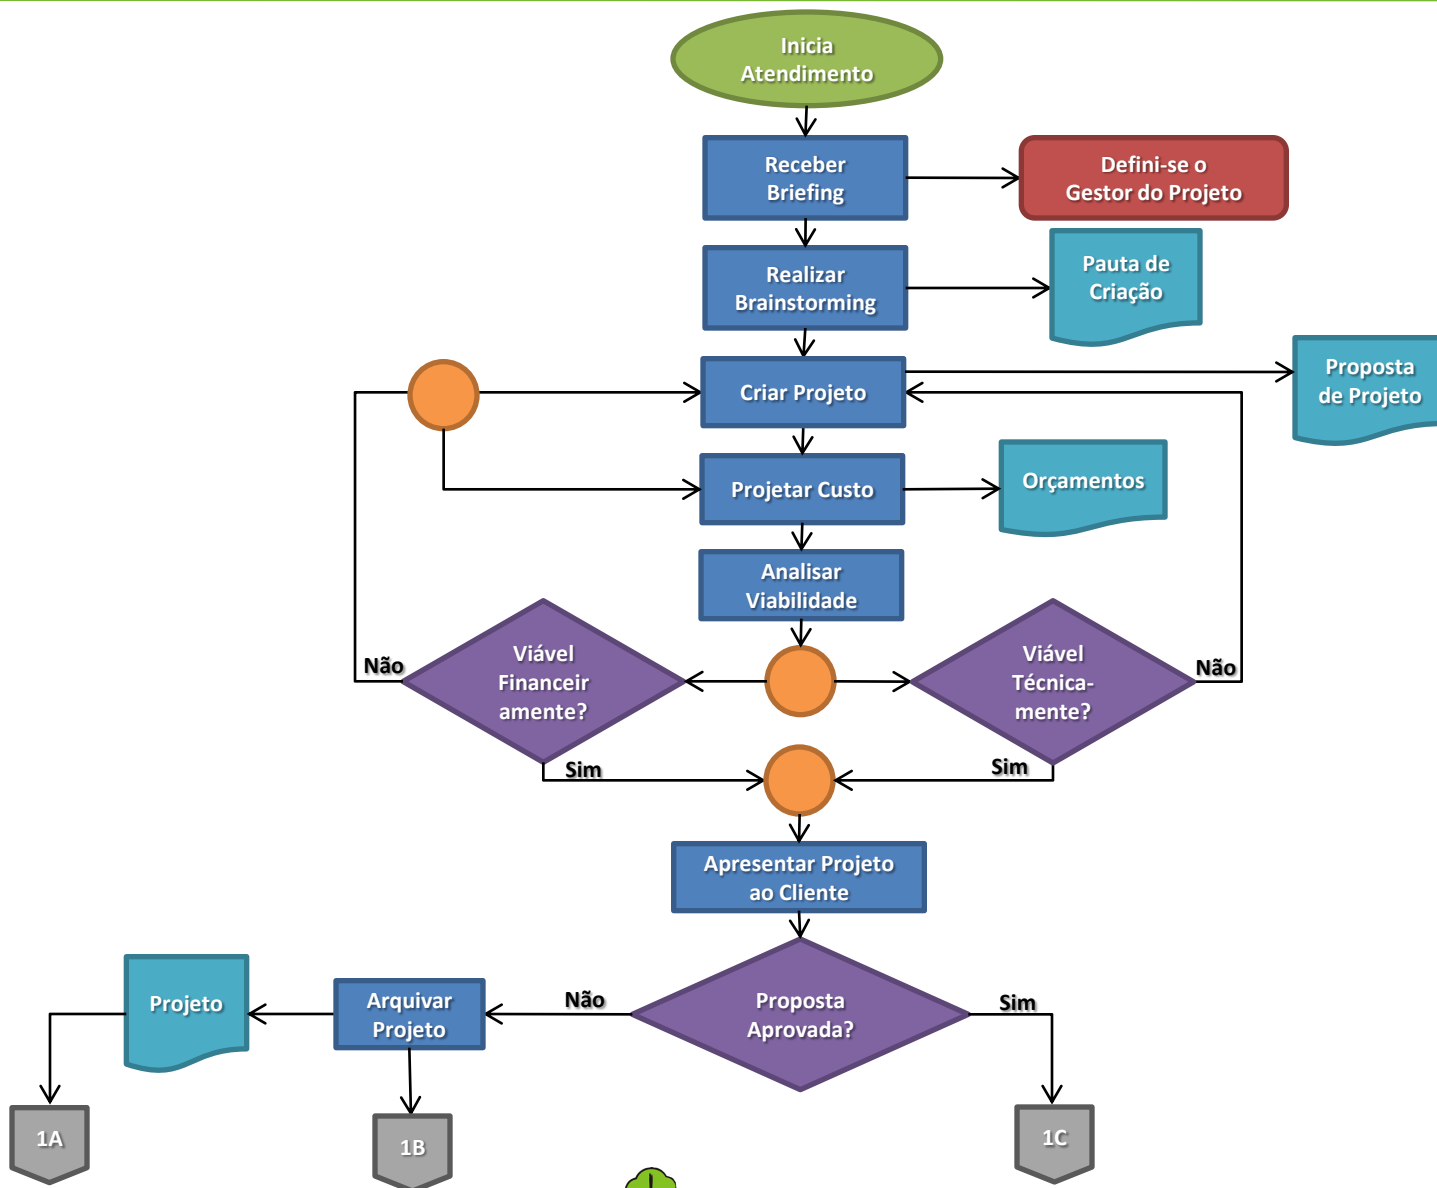 Inicia
Atendimento
Receber
Briefing
Defini-se o
Gestor do Projeto
Realizar
Brainstorming
Pauta de
Criação
Criar Projeto
Proposta
de Projeto
Projetar Custo
Orçamentos
Analisar
Viabilidade
Não
Viável
Financeir
amente?
Viável
Técnica-
mente?
Não
Sim
Sim
Apresentar Projeto
ao Cliente
Projeto
Arquivar
Projeto
Não
Proposta
Aprovada?
Sim
1A
1B
1C